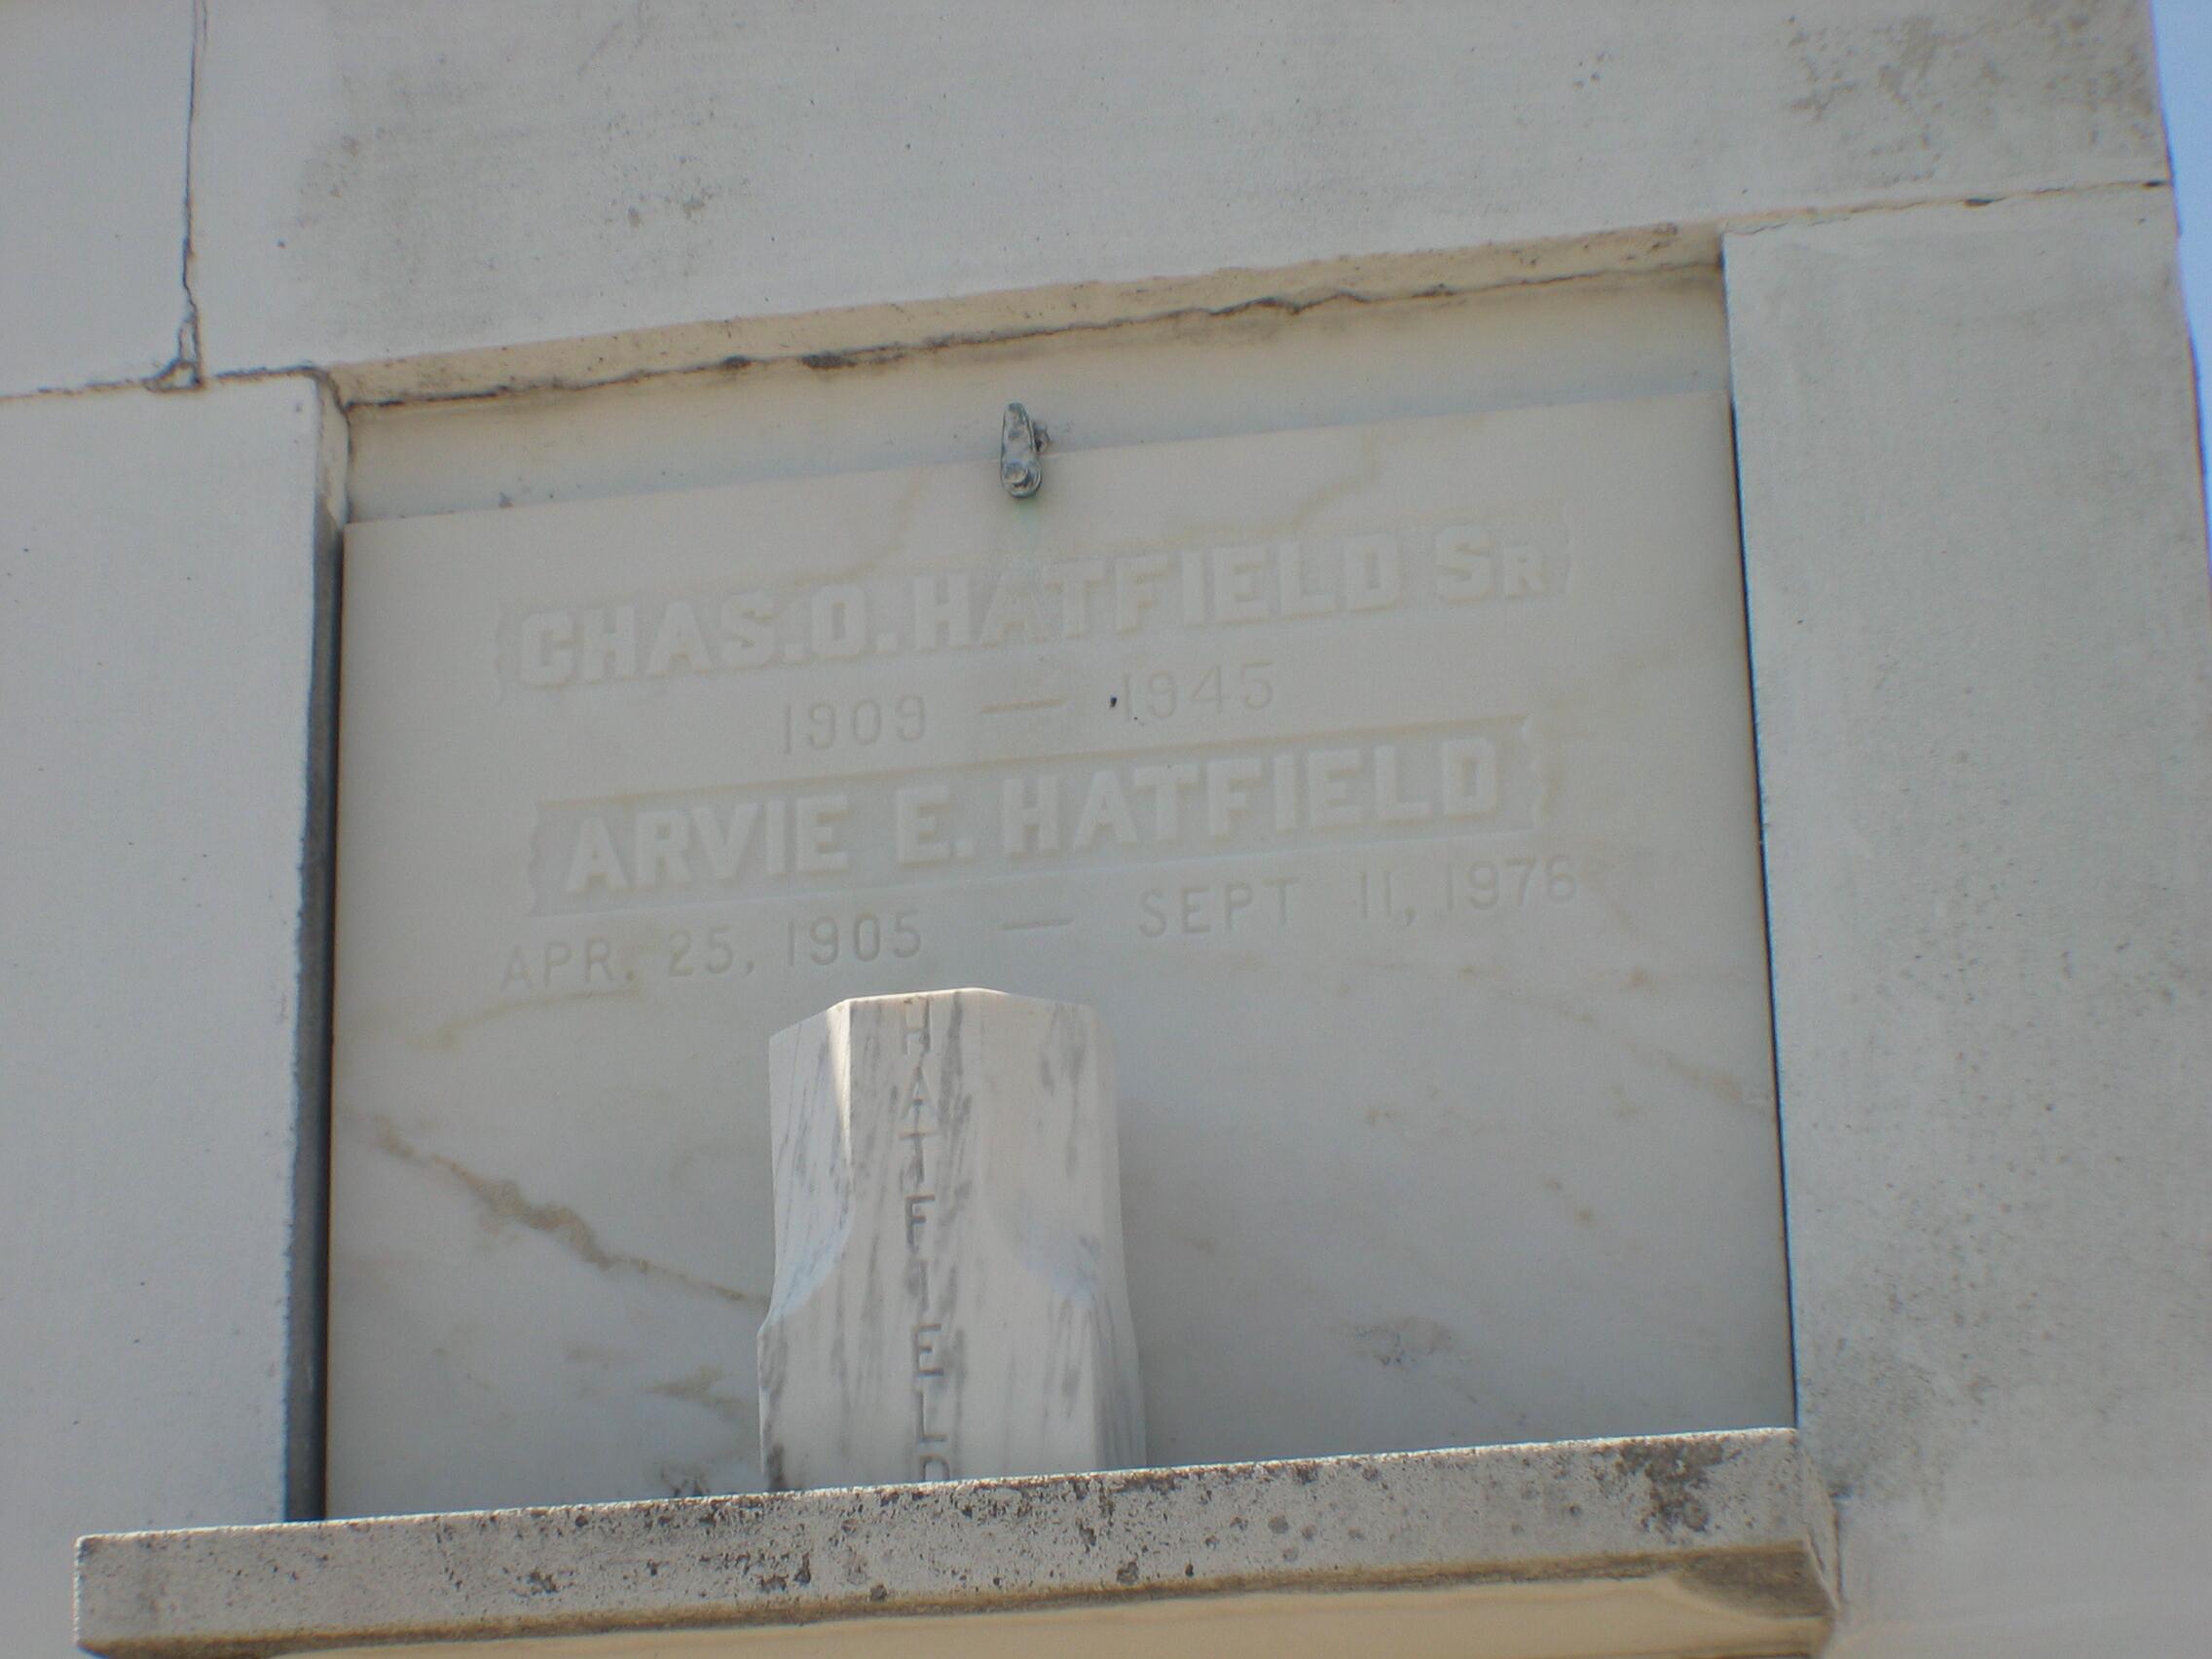 CHAS. O. HATFIELD SR
1909 — 1945
ARVIE E. HATFIELD
APR. 25, 1905 — SEPT 11, 1976
HATFIELD